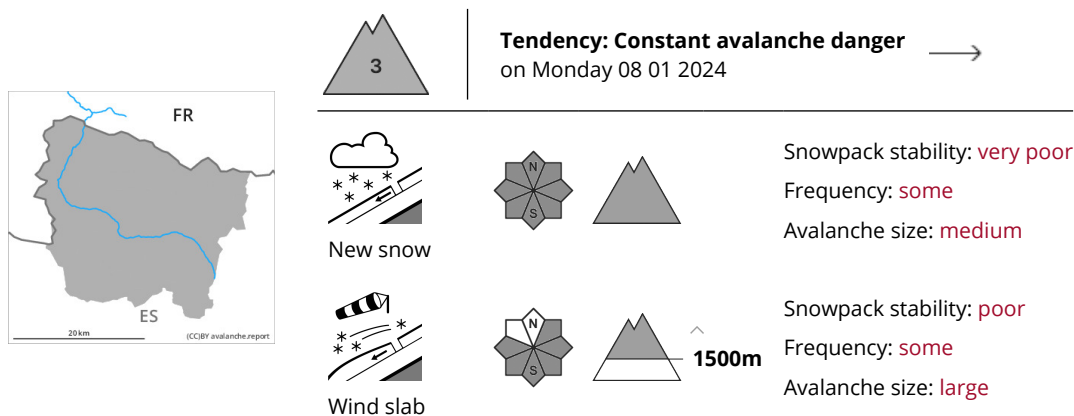 3
Tendency: Constant avalanche danger
on Monday 08 01 2024
FR
ES
20 km
(CC)BY avalanche.report
N
S
New snow
Snowpack stability: very poor
Frequency: some
Avalanche size: medium
N
S
1500m
Wind slab
Snowpack stability: poor
Frequency: some
Avalanche size: large